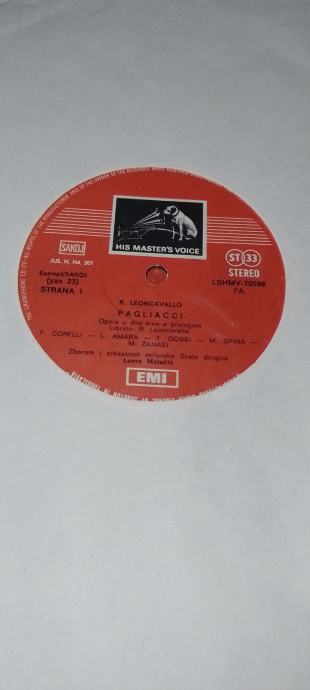 HIS MASTER'S VOICE
SAKOJ
JUS. N. N4. 201
Esempt/SAKOJ
(yax 23)
STRANA 1
ST 33
STEREO
LSHMV-70596
FA
R. LEONCAVALLO
PAGLIACCI
Opera u dva čina s prologom
Libreto: R. Leoncavallo
F. CORELLI — L. AMARA — T. GOBBI — M. SPINA —
M. ZANASI
Zborom i orkestrom milanske Scale dirigira
Lovro Matačić
EMI